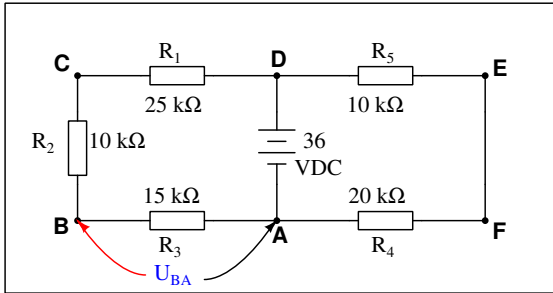 R1 D R5
C E
25 kΩ 10 kΩ
R2 10 kΩ 36
VDC
15 kΩ 20 kΩ
B A F
R3 R4
UBA